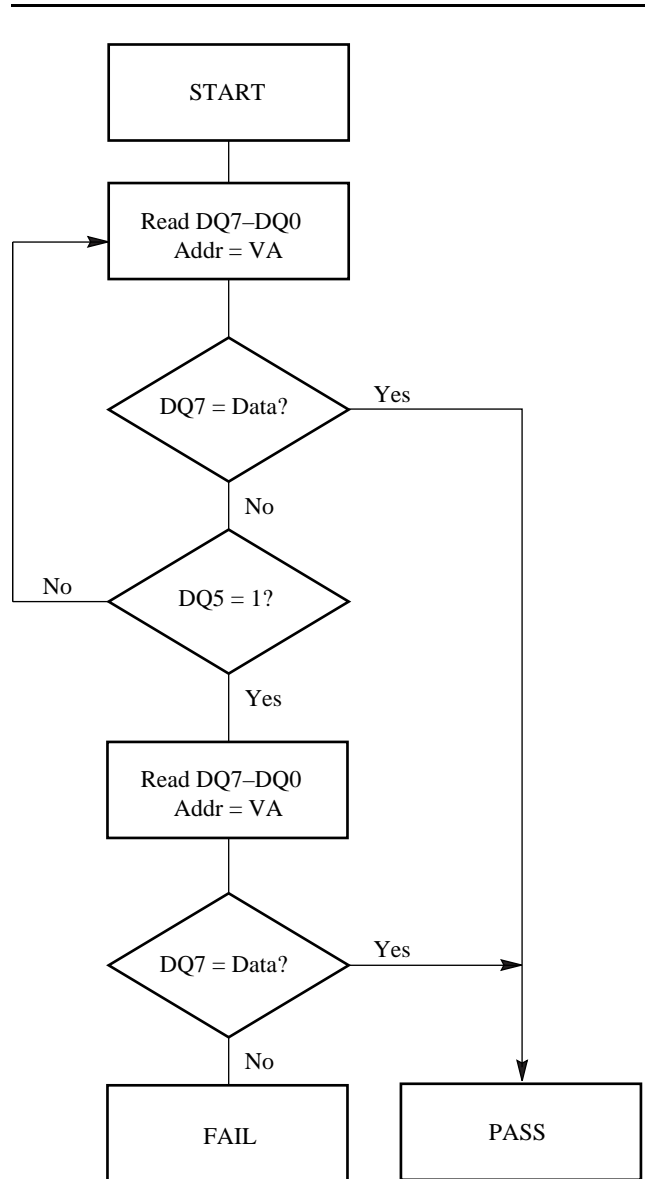 START
Read DQ7–DQ0
Addr = VA
DQ7 = Data?
Yes
No
No
DQ5 = 1?
Yes
Read DQ7–DQ0
Addr = VA
DQ7 = Data?
Yes
No
FAIL
PASS